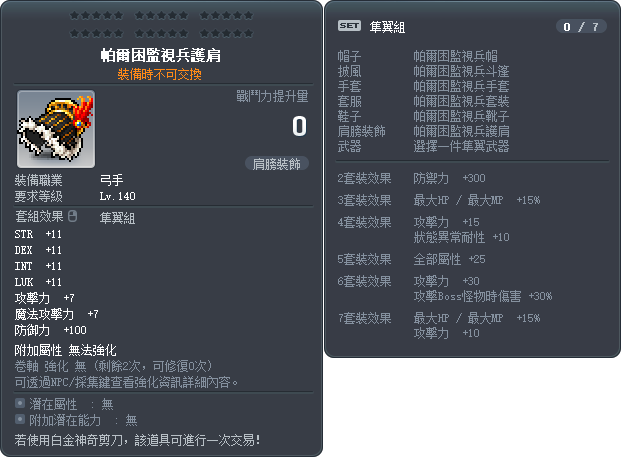 帕爾困監視兵護肩
裝備時不可交換
戰鬥力提升量
0
肩膀裝飾
裝備職業 弓手
要求等級 Lv.140
套組效果 隼翼組
STR +11
DEX +11
INT +11
LUK +11
攻擊力 +7
魔法攻擊力 +7
防御力 +100
附加屬性 無法強化
卷軸 強化 無 (剩餘2次, 可修復0次)
可透過NPC/採集鍵查看強化資訊詳細內容。
潛在屬性 : 無
附加潛在能力 : 無
若使用白金神奇剪刀，該道具可進行一次交易!
SET 隼翼組 0 / 7
帽子 帕爾困監視兵帽
披風 帕爾困監視兵斗篷
手套 帕爾困監視兵手套
套服 帕爾困監視兵套裝
鞋子 帕爾困監視兵靴子
肩膀裝飾 帕爾困監視兵護肩
武器 選擇一件隼翼武器
2套裝效果 防禦力 +300
3套裝效果 最大HP / 最大MP +15%
4套裝效果 攻擊力 +15
狀態異常耐性 +10
5套裝效果 全部屬性 +25
6套裝效果 攻擊力 +30
攻擊Boss怪物時傷害 +30%
7套裝效果 最大HP / 最大MP +15%
攻擊力 +10